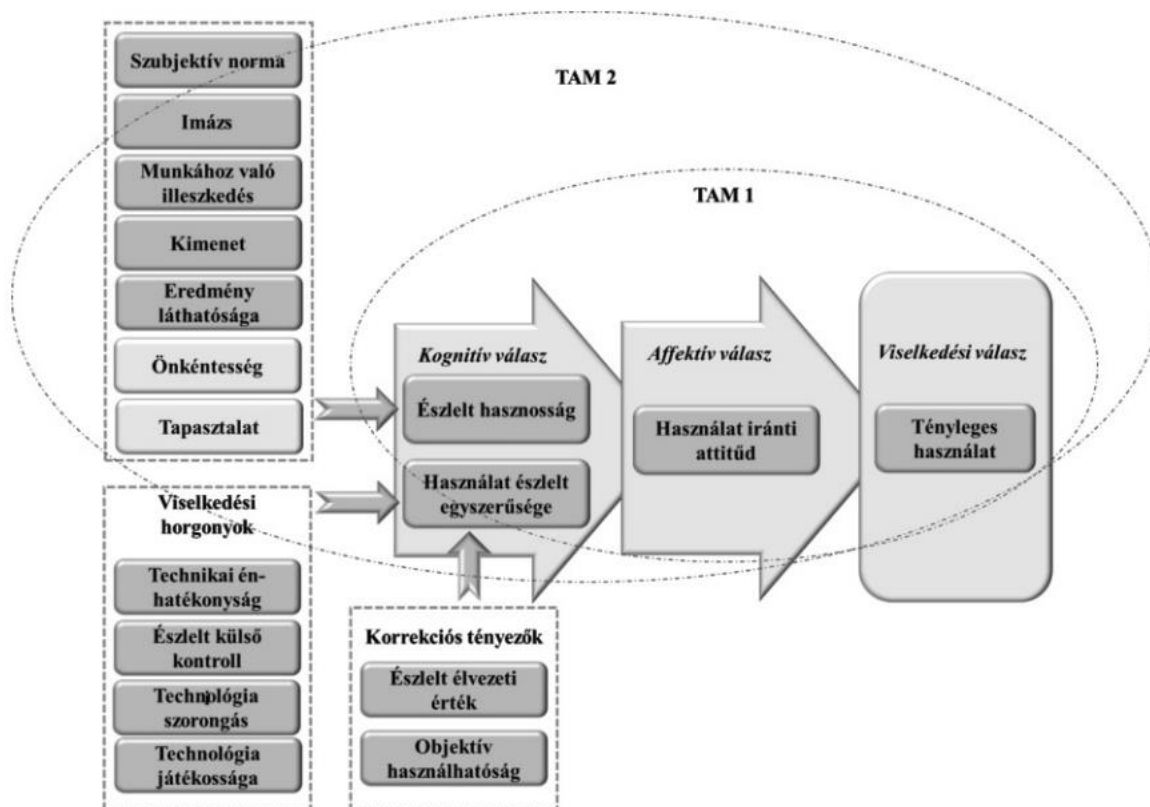 Szubjektív norma
Imázs
Munkához való
illeszkedés
Kimenet
Eredmény
láthatósága
Önkéntesség
Tapasztalat
Viselkedési
horgonyok
Technikai én-
hatékonyság
Észlelt külső
kontroll
Technológia
szorongás
Technológia
játékossága
TAM 2
TAM 1
Kognitív válasz
Észlelt hasznosság
Használat észlelt
egyszerűsége
Korrekciós tényezők
Észlelt élvezeti
érték
Objektív
használhatóság
Affektív válasz
Használat iránti
attitűd
Viselkedési válasz
Tényleges
használat